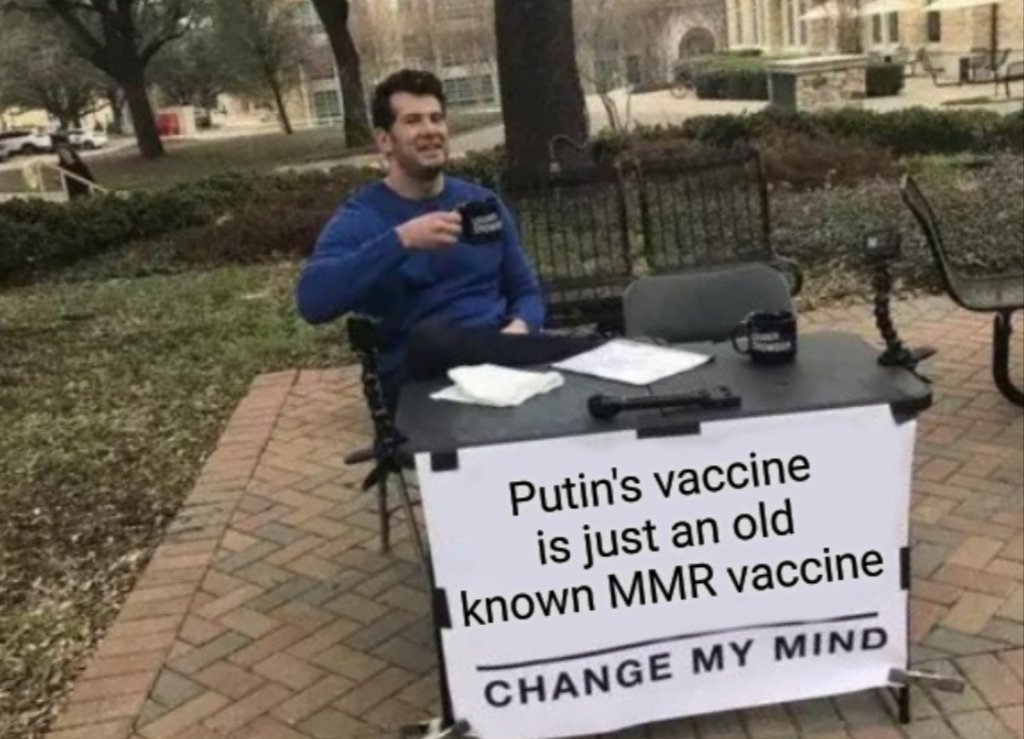 Putin's vaccine
is just an old
known MMR vaccine
CHANGE MY MIND